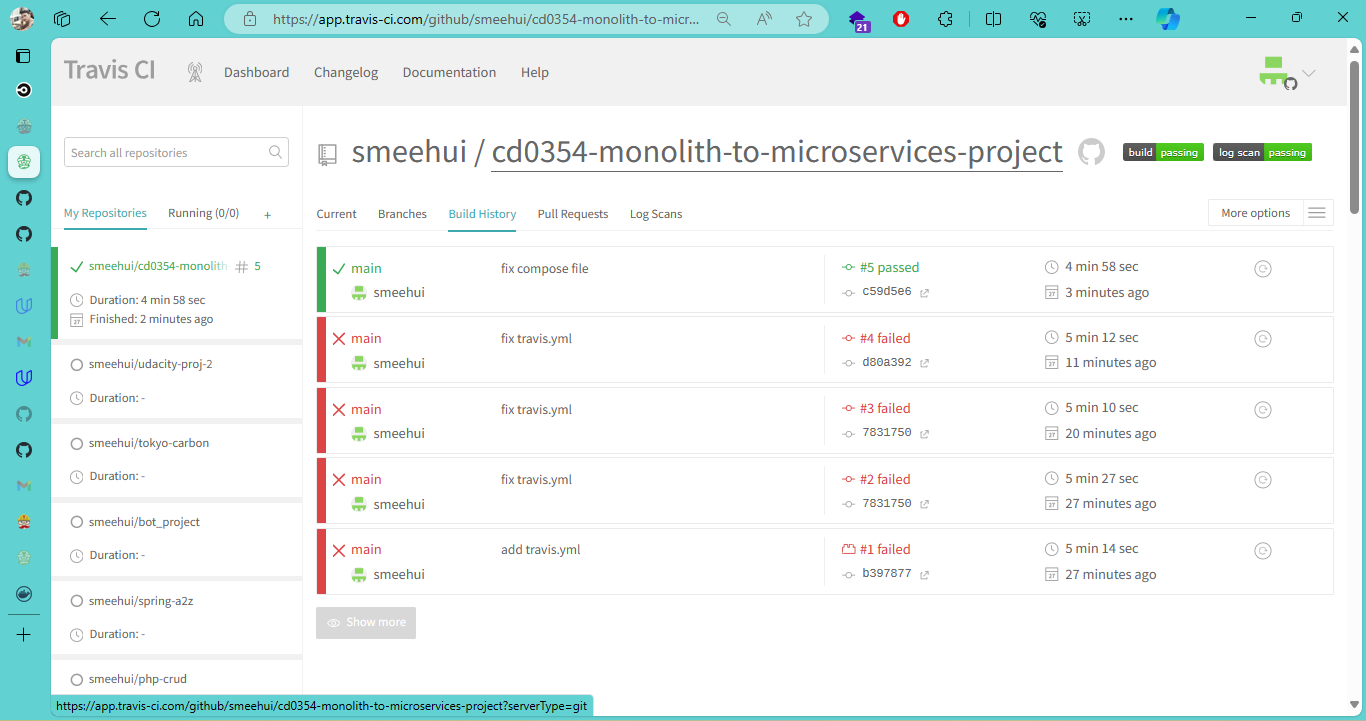 https://app.travis-ci.com/github/smeehui/cd0354-monolith-to-micr...
21
Travis CI
Dashboard
Changelog
Documentation
Help
Search all repositories
My Repositories
Running (0/0)
+
smeehui/cd0354-monolith
# 5
Duration: 4 min 58 sec
Finished: 2 minutes ago
smeehui/udacity-proj-2
Duration: -
smeehui/tokyo-carbon
Duration: -
smeehui/bot_project
Duration: -
smeehui/spring-a2z
Duration: -
smeehui/php-crud
smeehui / cd0354-monolith-to-microservices-project
build passing
log scan passing
Current
Branches
Build History
Pull Requests
Log Scans
More options
main
fix compose file
#5 passed
4 min 58 sec
smeehui
c59d5e6
3 minutes ago
main
fix travis.yml
#4 failed
5 min 12 sec
smeehui
d80a392
11 minutes ago
main
fix travis.yml
#3 failed
5 min 10 sec
smeehui
7831750
20 minutes ago
main
fix travis.yml
#2 failed
5 min 27 sec
smeehui
7831750
27 minutes ago
main
add travis.yml
#1 failed
5 min 14 sec
smeehui
b397877
27 minutes ago
Show more
https://app.travis-ci.com/github/smeehui/cd0354-monolith-to-microservices-project?serverType=git